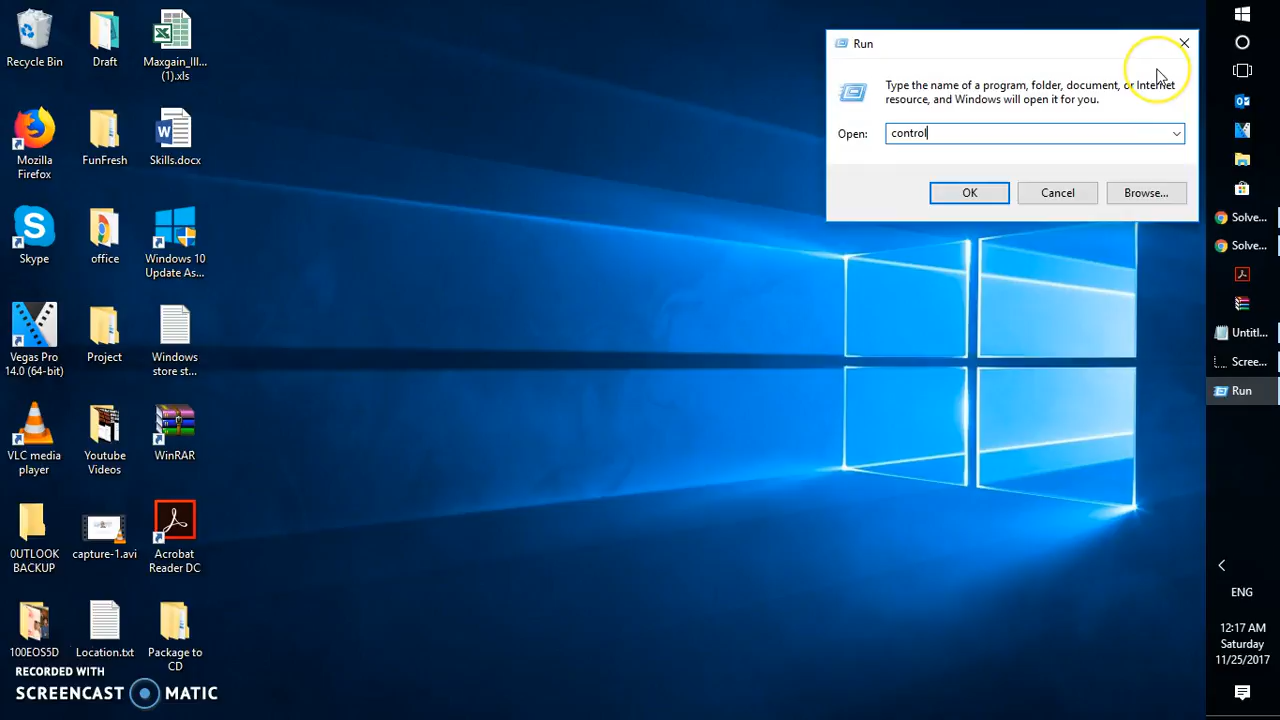 Recycle Bin
Draft
Maxgain_Ill...
(1).xls
Mozilla
Firefox
FunFresh
Skills.docx
Skype
office
Windows 10
Update As...
Vegas Pro
14.0 (64-bit)
Project
Windows
store st...
VLC media
player
Youtube
Videos
WinRAR
0UTLOOK
BACKUP
capture-1.avi
Acrobat
Reader DC
100EOS5D
Location.txt
Package to
CD
RECORDED WITH
SCREENCAST MATIC
Run
Type the name of a program, folder, document, or Internet
resource, and Windows will open it for you.
Open: control
OK Cancel Browse...
Solve...
Solve...
Untitl...
Scree...
Run
ENG
12:17 AM
Saturday
11/25/2017